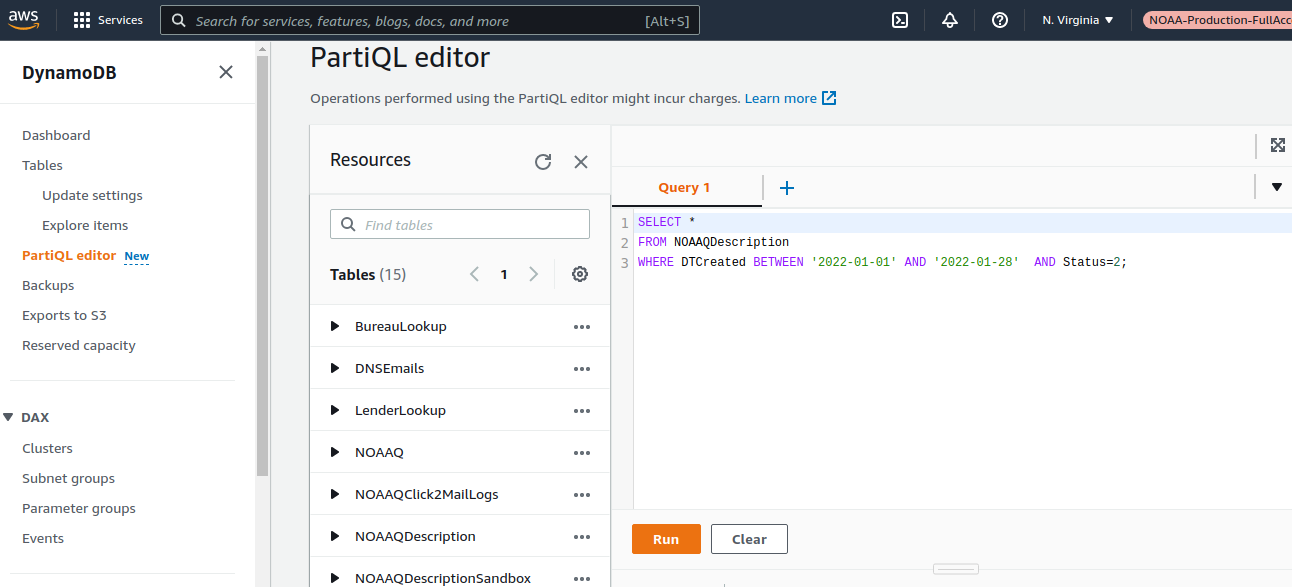 aws
Services
Search for services, features, blogs, docs, and more [Alt+S]
N. Virginia
NOAA-Production-FullAcc
DynamoDB
Dashboard
Tables
Update settings
Explore items
PartiQL editor New
Backups
Exports to S3
Reserved capacity
DAX
Clusters
Subnet groups
Parameter groups
Events
PartiQL editor
Operations performed using the PartiQL editor might incur charges. Learn more
Resources
Find tables
Tables (15)
1
BureauLookup
DNSEmails
LenderLookup
NOAAQ
NOAAQClick2MailLogs
NOAAQDescription
NOAAQDescriptionSandbox
Query 1
1 SELECT *
2 FROM NOAAQDescription
3 WHERE DTCreated BETWEEN '2022-01-01' AND '2022-01-28'  AND Status=2;
Run
Clear